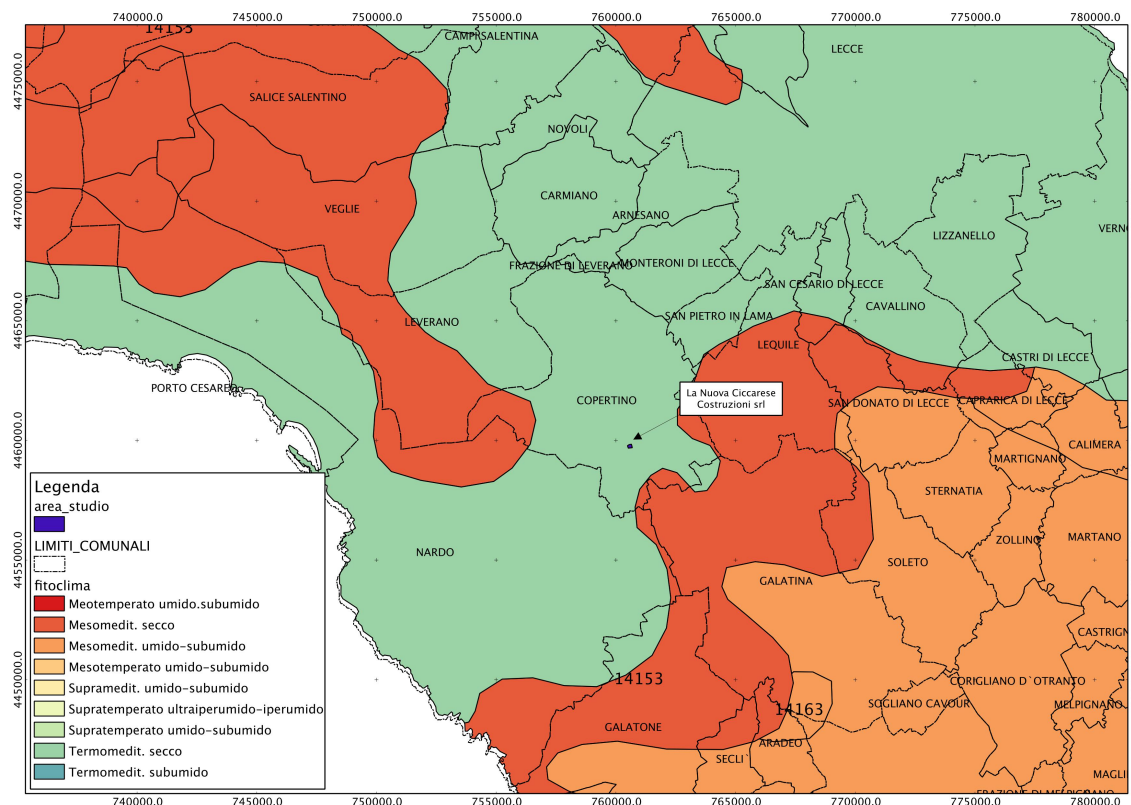 740000.0 745000.0 750000.0 755000.0 760000.0 765000.0 770000.0 775000.0 780000.0
14153
CAMPI SALENTINA
LECCE
4475000.0
SALICE SALENTINO
NOVOLI
4470000.0
CARMIANO
VEGLIE
ARNESANO
LIZZANELLO
VERNO
FRAZIONE DI LEVERANO
MONTERONI DI LECCE
SAN CESARIO DI LECCE
CAVALLINO
4465000.0
LEVERANO
SAN PIETRO IN LAMA
LEQUILE
CASTRI DI LECCE
PORTO CESAREO
La Nuova Ciccarese
Costruzioni srl
COPERTINO
SAN DONATO DI LECCE
CAPRARICA DI LECCE
4460000.0
CALIMERA
MARTIGNANO
STERNATIA
Legenda
area_studio
LIMITI_COMUNALI
fitoclima
Meotemperato umido.subumido
Mesomedit. secco
Mesomedit. umido-subumido
Mesotemperato umido-subumido
Supramedit. umido-subumido
Supratemperato ultraiperumido-iperumido
Supratemperato umido-subumido
Termomedit. secco
Termomedit. subumido
4455000.0
NARDO
ZOLLINO
MARTANO
SOLETO
GALATINA
CASTRIGN
4450000.0
14153
CORIGLIANO D`OTRANTO
SOGLIANO CAVOUR
MELPIGNANO
14163
GALATONE
ARADEO
SECLI`
MAGLI
FRAZIONE DI MELPIGNANO
740000.0 745000.0 750000.0 755000.0 760000.0 765000.0 770000.0 775000.0 780000.0